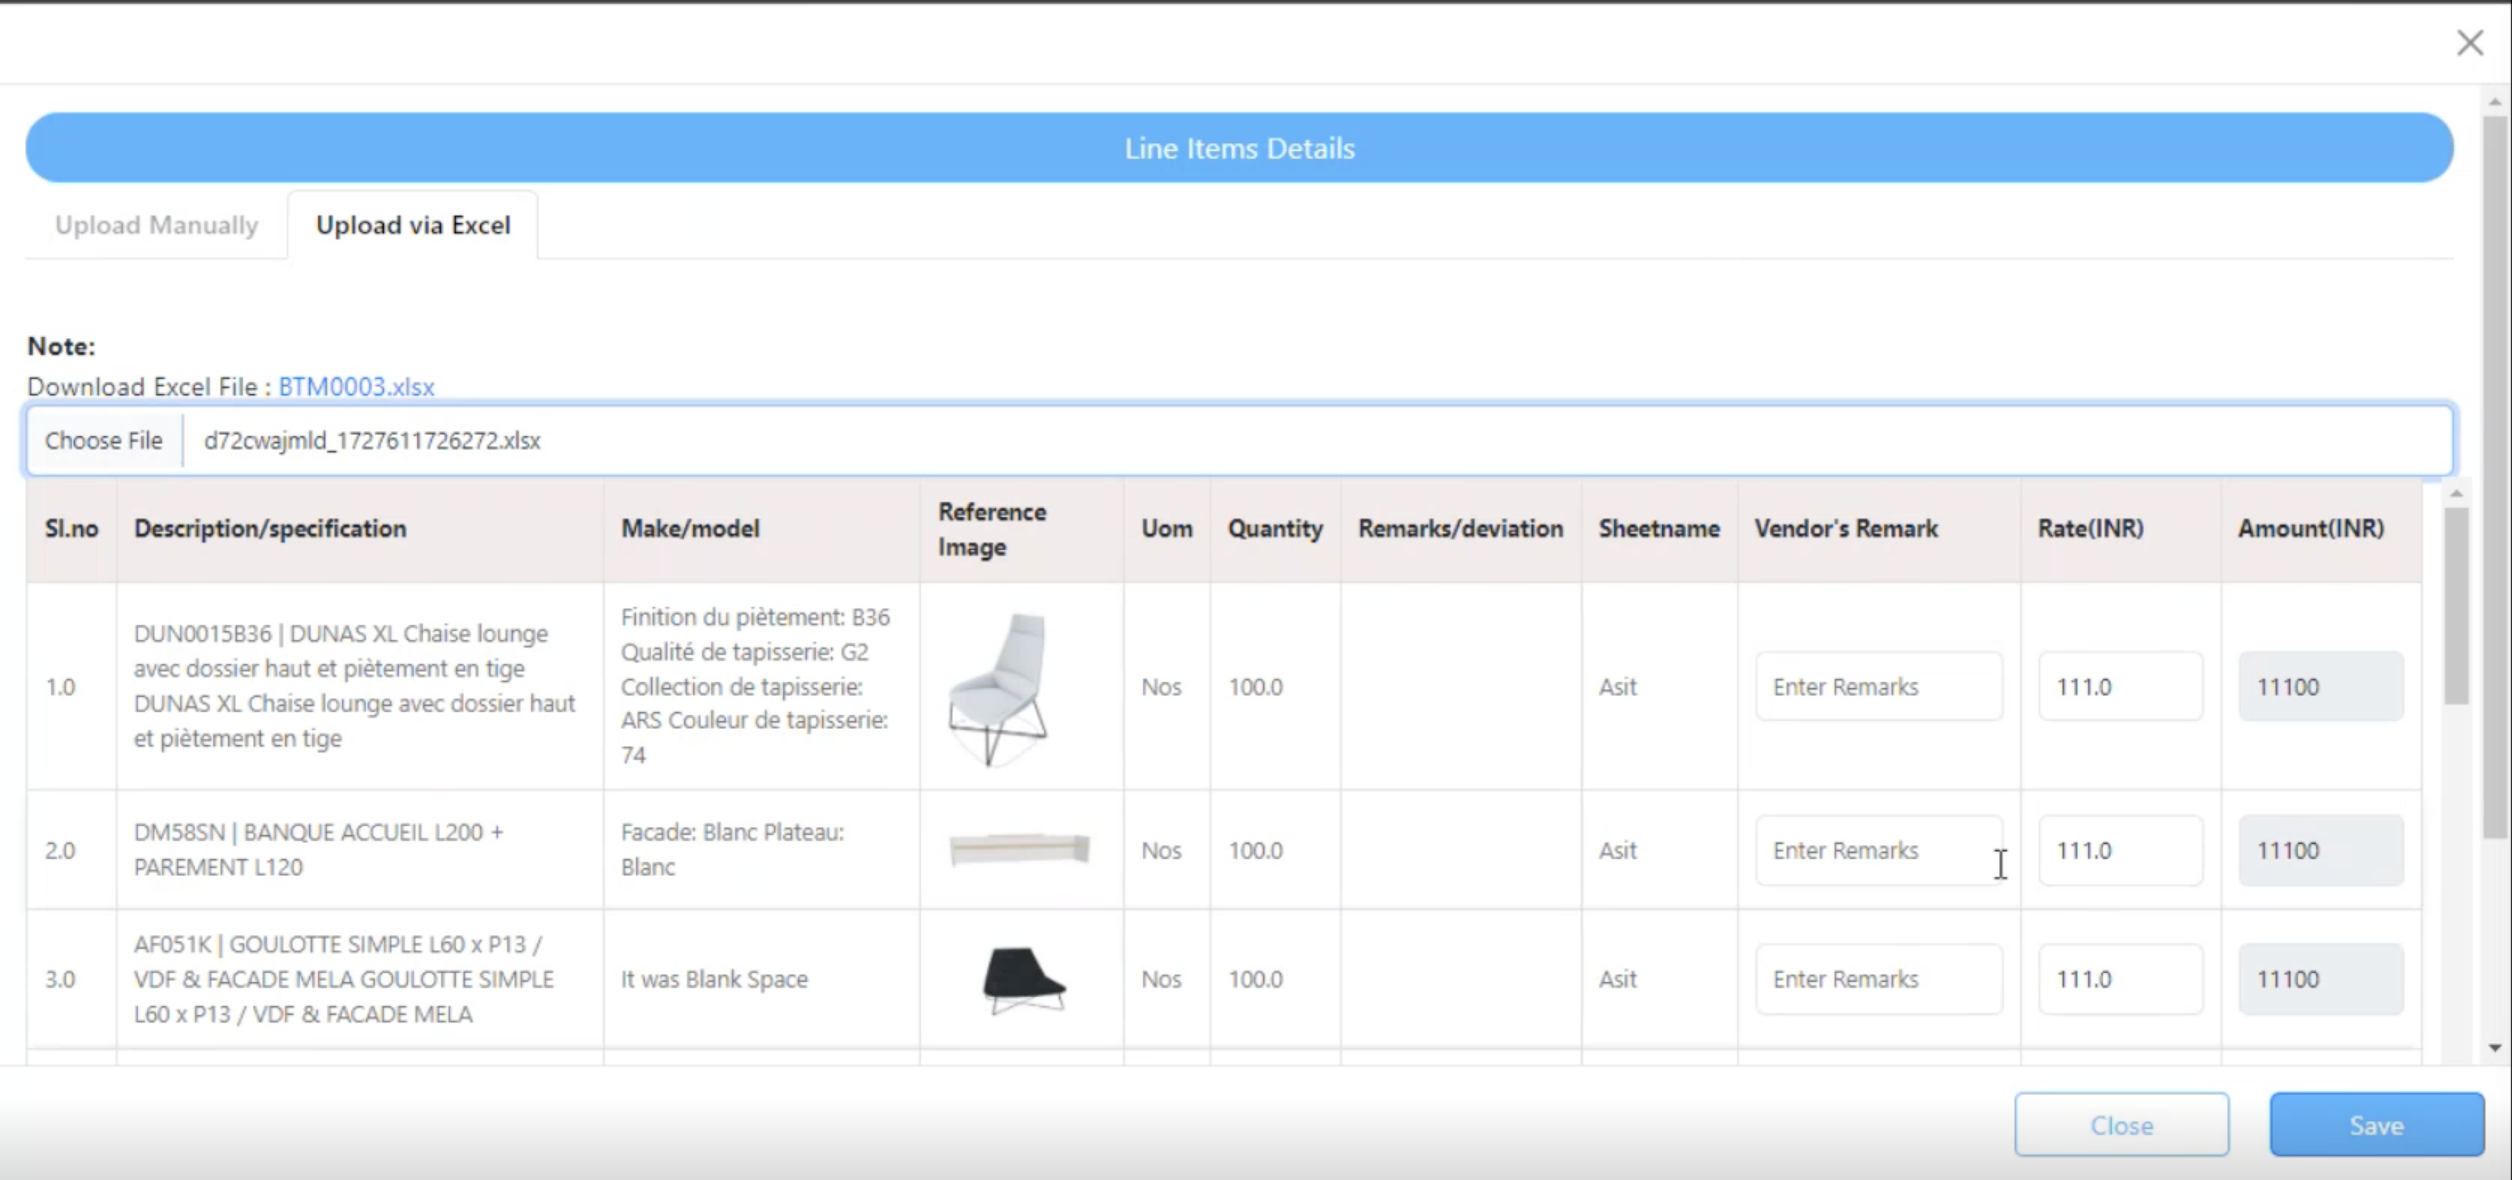 Line Items Details
Upload Manually
Upload via Excel
Note:
Download Excel File : BTM0003.xlsx
Choose File d72cwajmld_1727611726272.xlsx
Sl.no
Description/specification
Make/model
Reference
Image
Uom
Quantity
Remarks/deviation
Sheetname
Vendor's Remark
Rate(INR)
Amount(INR)
1.0
DUN0015B36 | DUNAS XL Chaise lounge
avec dossier haut et piètement en tige
DUNAS XL Chaise lounge avec dossier haut
et piètement en tige
Finition du piètement: B36
Qualité de tapisserie: G2
Collection de tapisserie:
ARS Couleur de tapisserie:
74
Nos
100.0
Asit
Enter Remarks
111.0
11100
2.0
DM58SN | BANQUE ACCUEIL L200 +
PAREMENT L120
Facade: Blanc Plateau:
Blanc
Nos
100.0
Asit
Enter Remarks
111.0
11100
3.0
AF051K | GOULOTTE SIMPLE L60 x P13 /
VDF & FACADE MELA GOULOTTE SIMPLE
L60 x P13 / VDF & FACADE MELA
It was Blank Space
Nos
100.0
Asit
Enter Remarks
111.0
11100
Close
Save